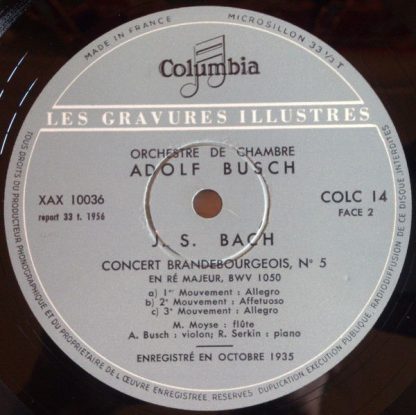 MADE IN FRANCE
MICROSILLON 33 1/3 T
Columbia
LES GRAVURES ILLUSTRES
ORCHESTRE DE CHAMBRE
ADOLF BUSCH
XAX 10036
report 33 t. 1956
COLC 14
FACE 2
J. S. BACH
CONCERT BRANDEBOURGEOIS, N° 5
EN RÉ MAJEUR, BWV 1050
a) 1er Mouvement : Allegro
b) 2e Mouvement : Affetuoso
c) 3e Mouvement : Allegro
M. Moyse : flûte
A. Busch : violon; R. Serkin : piano
ENREGISTRÉ EN OCTOBRE 1935
TOUS DROITS DU PRODUCTEUR PHONOGRAPHIQUE ET DU PROPRIÉTAIRE DE L'ŒUVRE ENREGISTRÉE RÉSERVÉS. DUPLICATION EXÉCUTION PUBLIQUE, RADIODIFFUSION DE CE DISQUE INTERDITES